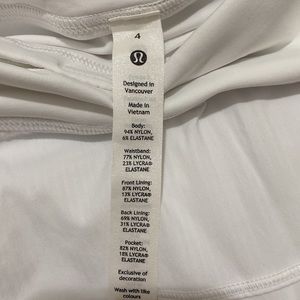 4
Designed in
Vancouver
Made in
Vietnam
Body:
94% NYLON,
6% ELASTANE
Waistband:
77% NYLON,
23% LYCRA®
ELASTANE
Front Lining:
87% NYLON,
13% LYCRA®
ELASTANE
Back Lining:
69% NYLON,
31% LYCRA®
ELASTANE
Pocket:
82% NYLON,
18% LYCRA®
ELASTANE
Exclusive of
decoration
Wash with like
colours